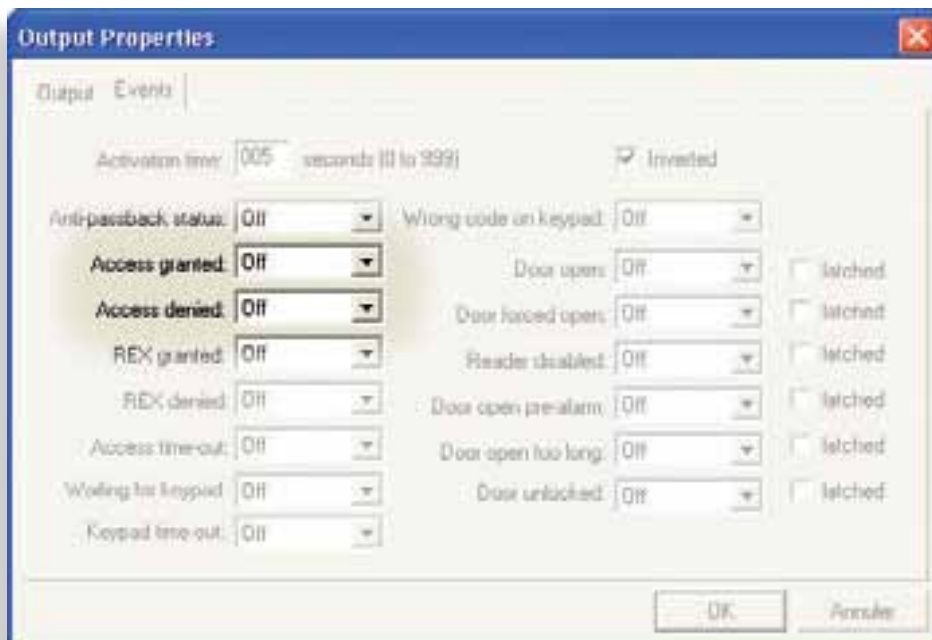 Output Properties
Output Events
Activation time: 005 seconds (0 to 999) Inverted
Anti-passback status: Off Wrong code on keypad: Off
Access granted: Off Door open: Off latched
Access denied: Off Door forced open: Off latched
REX granted: Off Reader disabled: Off latched
REX denied: Off Door open pre-alarm: Off latched
Access time-out: Off Door open too long: Off latched
Waiting for keypad: Off Door unlocked: Off latched
Keypad time-out: Off
OK Annuler